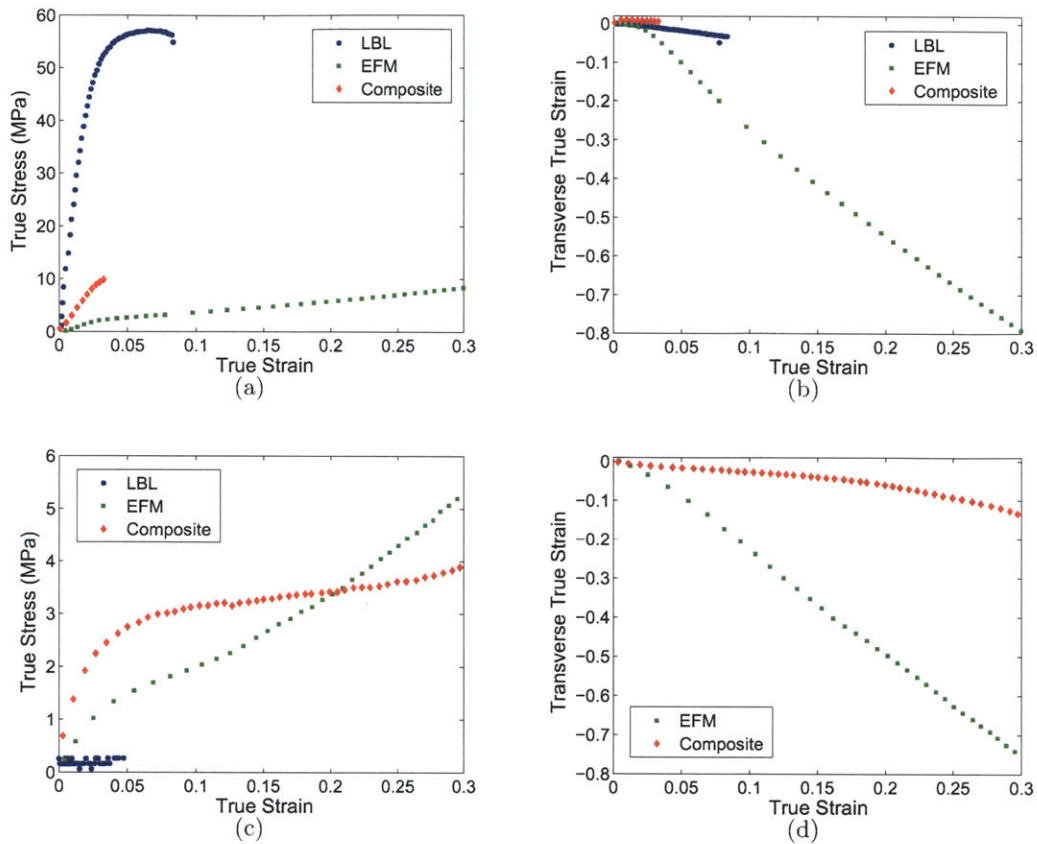 60
50
40
30
20
10
0
True Stress (MPa)
LBL
EFM
Composite
0
0.05
0.1
0.15
0.2
0.25
0.3
True Strain
(a)
0
−0.1
−0.2
−0.3
−0.4
−0.5
−0.6
−0.7
−0.8
Transverse True Strain
LBL
EFM
Composite
0
0.05
0.1
0.15
0.2
0.25
0.3
True Strain
(b)
6
5
4
3
2
1
0
True Stress (MPa)
LBL
EFM
Composite
0
0.05
0.1
0.15
0.2
0.25
0.3
True Strain
(c)
0
−0.1
−0.2
−0.3
−0.4
−0.5
−0.6
−0.7
−0.8
Transverse True Strain
EFM
Composite
0
0.05
0.1
0.15
0.2
0.25
0.3
True Strain
(d)